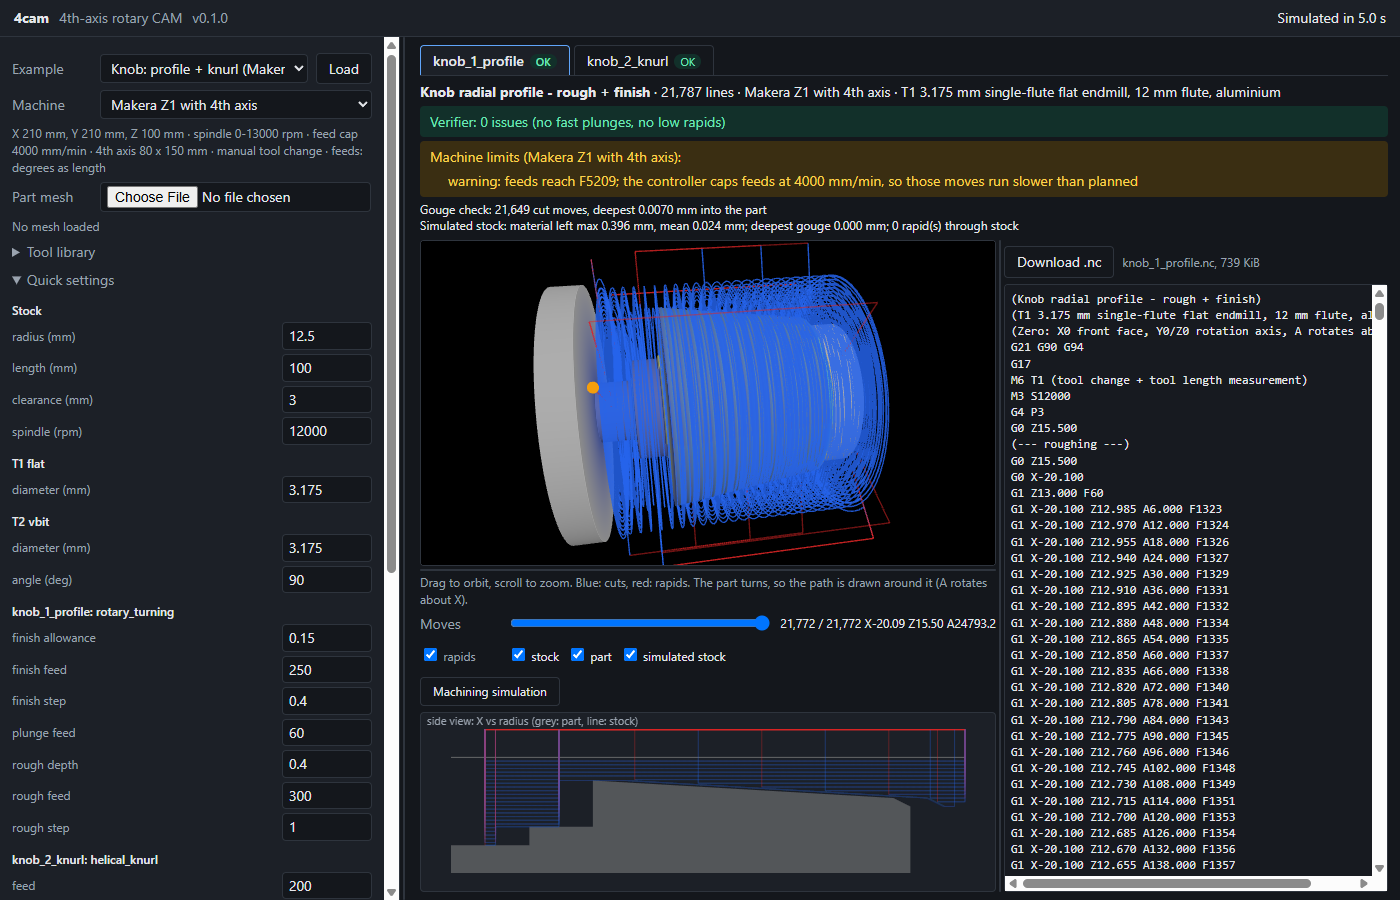 4cam 4th-axis rotary CAM v0.1.0
Simulated in 5.0 s
Example
Knob: profile + knurl (Maker
Load
Machine
Makera Z1 with 4th axis
X 210 mm, Y 210 mm, Z 100 mm · spindle 0-13000 rpm · feed cap
4000 mm/min · 4th axis 80 x 150 mm · manual tool change · feeds:
degrees as length
Part mesh
Choose File No file chosen
No mesh loaded
Tool library
Quick settings
Stock
radius (mm) 12.5
length (mm) 100
clearance (mm) 3
spindle (rpm) 12000
T1 flat
diameter (mm) 3.175
T2 vbit
diameter (mm) 3.175
angle (deg) 90
knob_1_profile: rotary_turning
finish allowance 0.15
finish feed 250
finish step 0.4
plunge feed 60
rough depth 0.4
rough feed 300
rough step 1
knob_2_knurl: helical_knurl
feed 200
knob_1_profile OK
knob_2_knurl OK
Knob radial profile - rough + finish · 21,787 lines · Makera Z1 with 4th axis · T1 3.175 mm single-flute flat endmill, 12 mm flute, aluminium
Verifier: 0 issues (no fast plunges, no low rapids)
Machine limits (Makera Z1 with 4th axis):
warning: feeds reach F5209; the controller caps feeds at 4000 mm/min, so those moves run slower than planned
Gouge check: 21,649 cut moves, deepest 0.0070 mm into the part
Simulated stock: material left max 0.396 mm, mean 0.024 mm; deepest gouge 0.000 mm; 0 rapid(s) through stock
Drag to orbit, scroll to zoom. Blue: cuts, red: rapids. The part turns, so the path is drawn around it (A rotates
about X).
Moves
21,772 / 21,772 X-20.09 Z15.50 A24793.2
rapids
stock
part
simulated stock
Machining simulation
side view: X vs radius (grey: part, line: stock)
Download .nc
knob_1_profile.nc, 739 KiB
(Knob radial profile - rough + finish)
(T1 3.175 mm single-flute flat endmill, 12 mm flute, al
(Zero: X0 front face, Y0/Z0 rotation axis, A rotates ab
G21 G90 G94
G17
M6 T1 (tool change + tool length measurement)
M3 S12000
G4 P3
G0 Z15.500
(--- roughing ---)
G0 Z15.500
G0 X-20.100
G1 Z13.000 F60
G1 X-20.100 Z12.985 A6.000 F1323
G1 X-20.100 Z12.970 A12.000 F1324
G1 X-20.100 Z12.955 A18.000 F1326
G1 X-20.100 Z12.940 A24.000 F1327
G1 X-20.100 Z12.925 A30.000 F1329
G1 X-20.100 Z12.910 A36.000 F1331
G1 X-20.100 Z12.895 A42.000 F1332
G1 X-20.100 Z12.880 A48.000 F1334
G1 X-20.100 Z12.865 A54.000 F1335
G1 X-20.100 Z12.850 A60.000 F1337
G1 X-20.100 Z12.835 A66.000 F1338
G1 X-20.100 Z12.820 A72.000 F1340
G1 X-20.100 Z12.805 A78.000 F1341
G1 X-20.100 Z12.790 A84.000 F1343
G1 X-20.100 Z12.775 A90.000 F1345
G1 X-20.100 Z12.760 A96.000 F1346
G1 X-20.100 Z12.745 A102.000 F1348
G1 X-20.100 Z12.730 A108.000 F1349
G1 X-20.100 Z12.715 A114.000 F1351
G1 X-20.100 Z12.700 A120.000 F1353
G1 X-20.100 Z12.685 A126.000 F1354
G1 X-20.100 Z12.670 A132.000 F1356
G1 X-20.100 Z12.655 A138.000 F1357